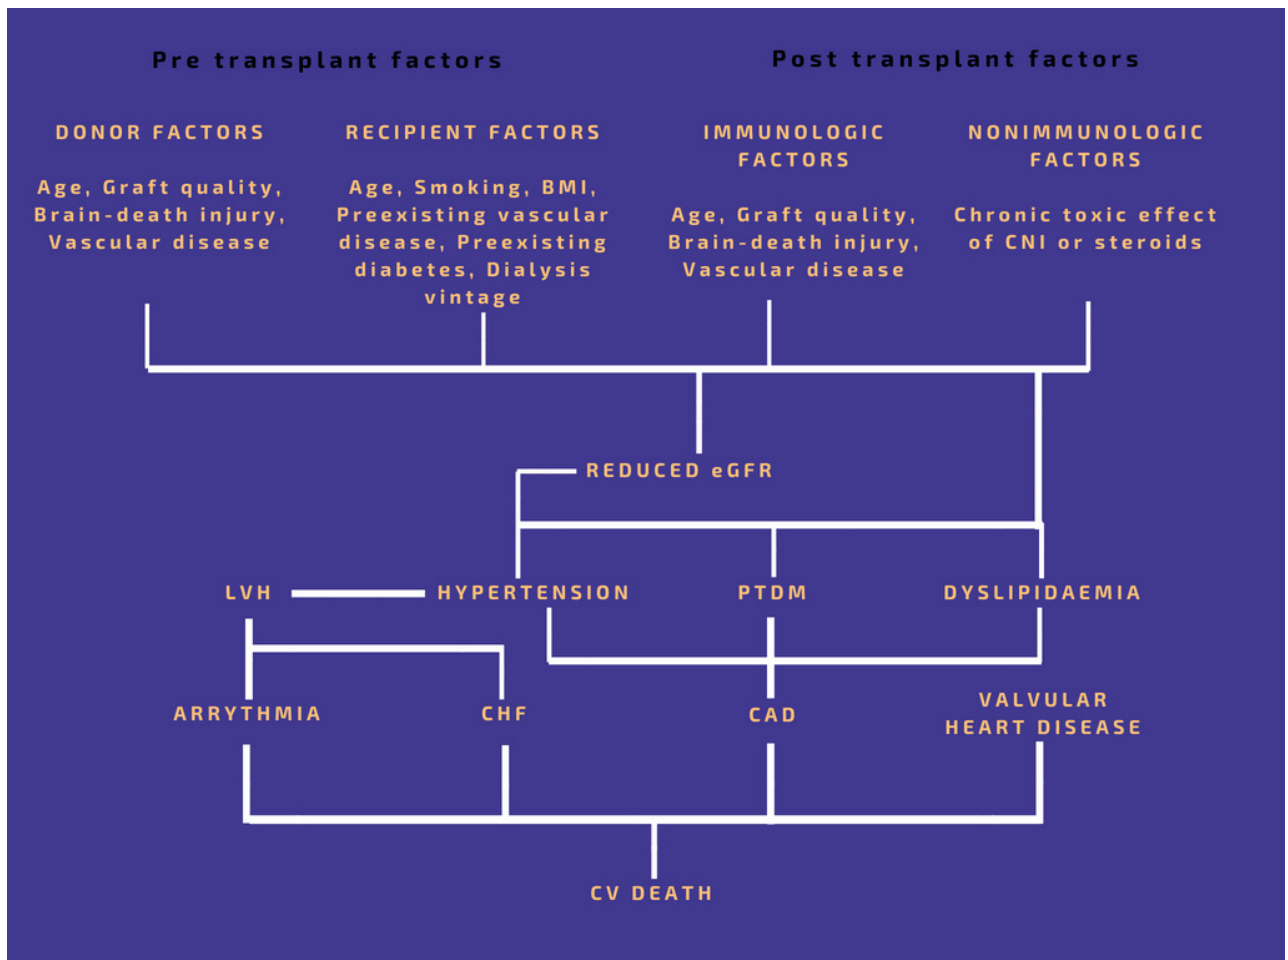 Pre transplant factors
Post transplant factors
DONOR FACTORS
Age, Graft quality,
Brain-death injury,
Vascular disease
RECIPIENT FACTORS
Age, Smoking, BMI,
Preexisting vascular
disease, Preexisting
diabetes, Dialysis
vintage
IMMUNOLOGIC
FACTORS
Age, Graft quality,
Brain-death injury,
Vascular disease
NONIMMUNOLOGIC
FACTORS
Chronic toxic effect
of CNI or steroids
REDUCED eGFR
LVH
HYPERTENSION
PTDM
DYSLIPIDAEMIA
ARRYTHMIA
CHF
CAD
VALVULAR
HEART DISEASE
CV DEATH